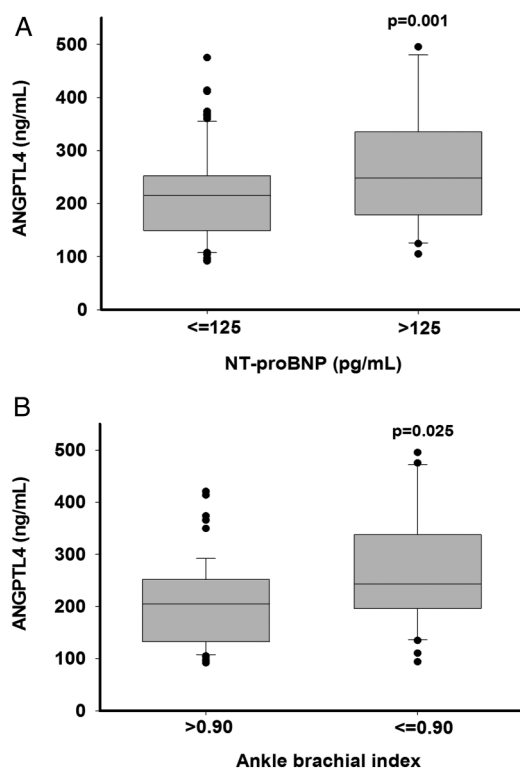 A
p=0.001
500
400
300
200
100
0
ANGPTL4 (ng/mL)
<=125 >125
NT-proBNP (pg/mL)
B
p=0.025
500
400
300
200
100
0
ANGPTL4 (ng/mL)
>0.90 <=0.90
Ankle brachial index